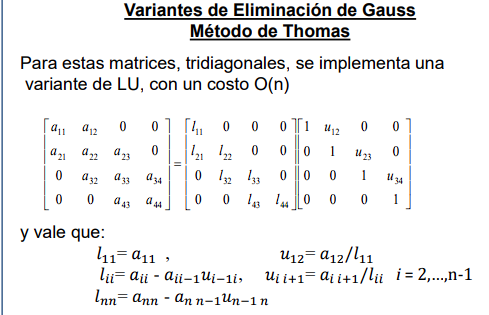 Variantes de Eliminación de Gauss
Método de Thomas
Para estas matrices, tridiagonales, se implementa una
variante de LU, con un costo O(n)
[a₁₁ a₁₂ 0 0] [l₁₁ 0 0 0][1 u₁₂ 0 0]
[a₂₁ a₂₂ a₂₃ 0]=[l₂₁ l₂₂ 0 0][0 1 u₂₃ 0]
[0 a₃₂ a₃₃ a₃₄] [0 l₃₂ l₃₃ 0][0 0 1 u₃₄]
[0 0 a₄₃ a₄₄] [0 0 l₄₃ l₄₄][0 0 0 1]
y vale que:
l₁₁= a₁₁ , u₁₂= a₁₂/l₁₁
lᵢᵢ= aᵢᵢ - aᵢᵢ₋₁uᵢ₋₁ᵢ, uᵢ ᵢ₊₁= aᵢ ᵢ₊₁/lᵢᵢ i = 2,...,n-1
lₙₙ= aₙₙ - aₙ ₙ₋₁uₙ₋₁ ₙ